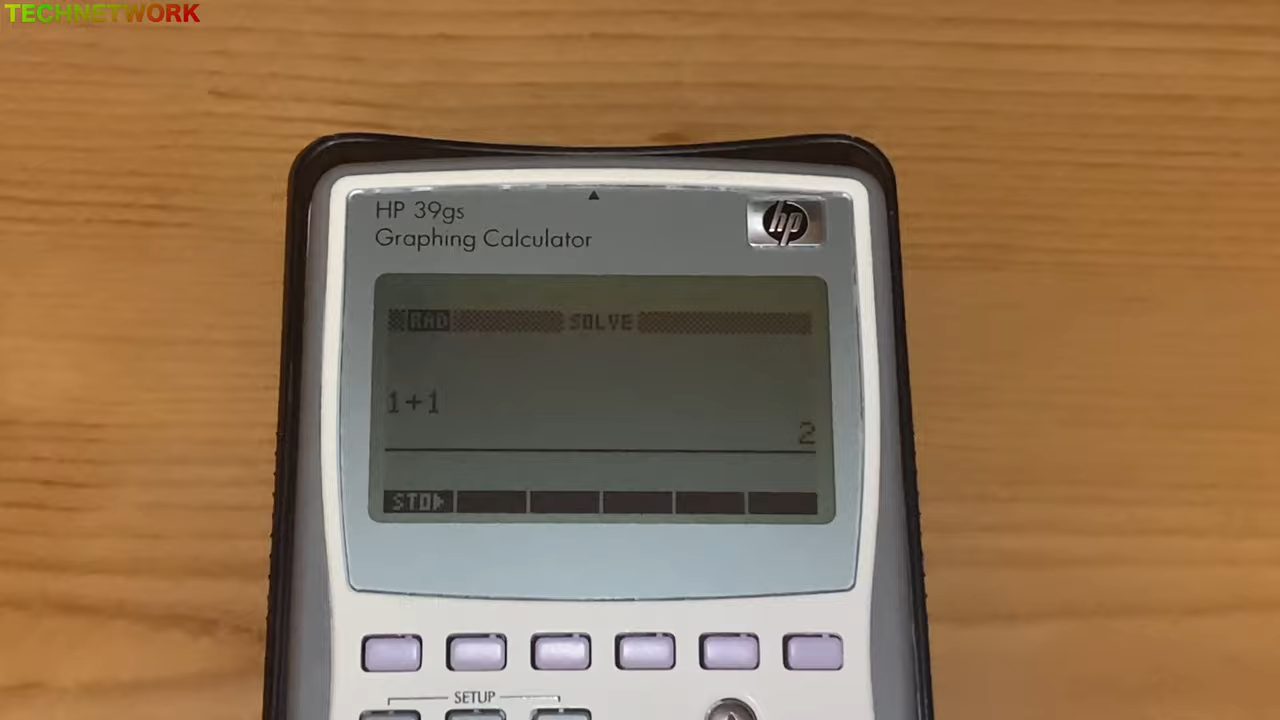 TECHNETWORK
HP 39gs
Graphing Calculator
hp
RAD
SOLVE
1+1
2
STO▶
SETUP